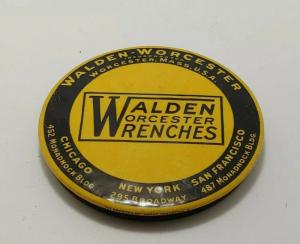 WALDEN-WORCESTER
WORCESTER, MASS. U.S.A.
WALDEN
WORCESTER
WRENCHES
CHICAGO
452 MONADNOCK BLDG.
NEW YORK
295 BROADWAY
SAN FRANCISCO
487 MONADNOCK BLDG.